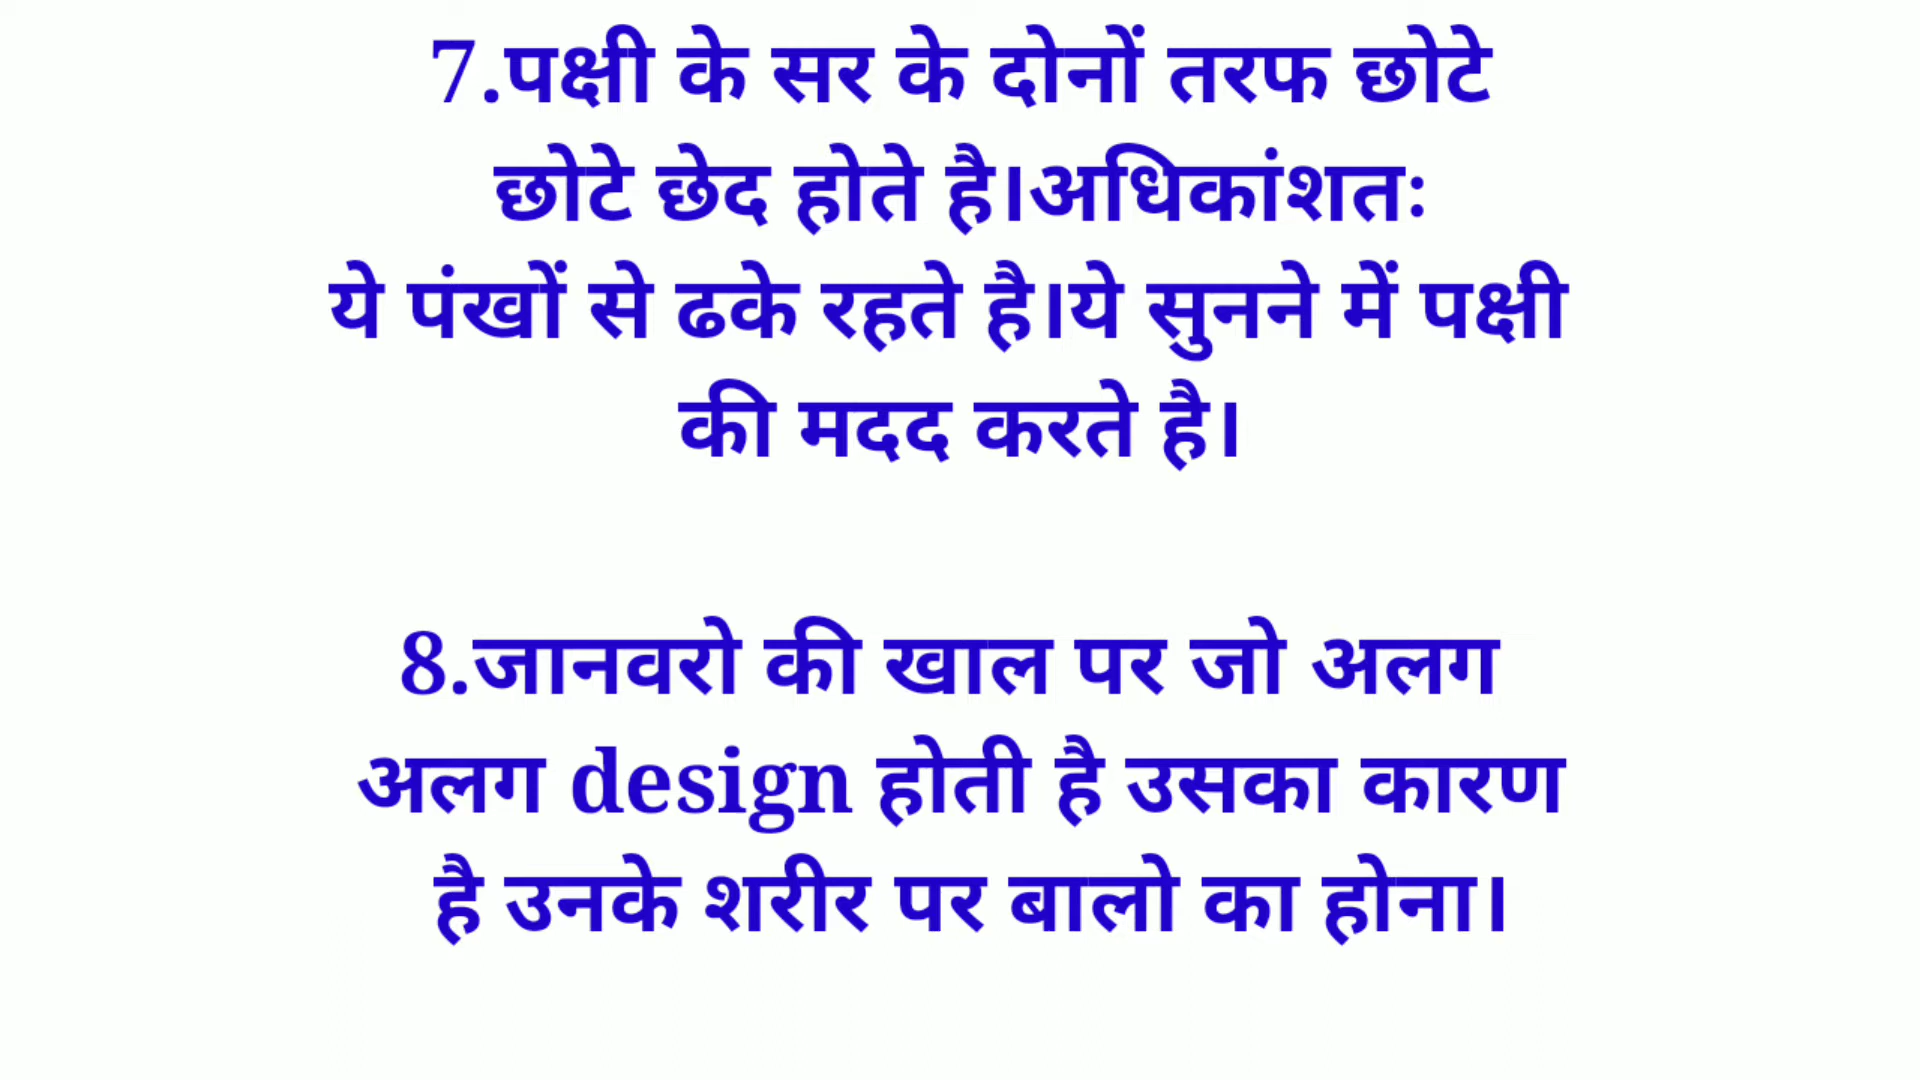 7.पक्षी के सर के दोनों तरफ छोटे
छोटे छेद होते है।अधिकांशतः
ये पंखों से ढके रहते है।ये सुनने में पक्षी
की मदद करते है।
8.जानवरो की खाल पर जो अलग
अलग design होती है उसका कारण
है उनके शरीर पर बालो का होना।